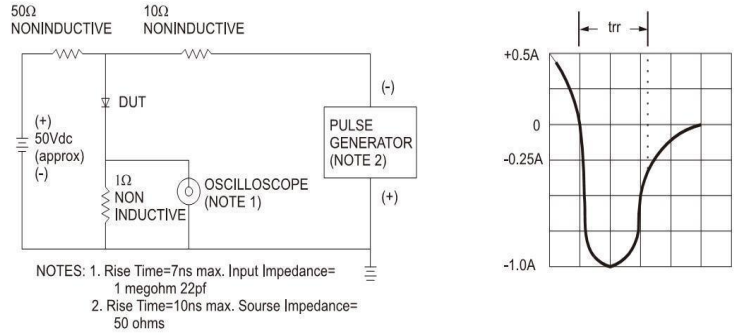 50Ω
NONINDUCTIVE
10Ω
NONINDUCTIVE
DUT
(+)
50Vdc
(approx)
(-)
1Ω
NON
INDUCTIVE
OSCILLOSCOPE
(NOTE 1)
(-)
PULSE
GENERATOR
(NOTE 2)
(+)
NOTES: 1. Rise Time=7ns max. Input Impedance=
1 megohm 22pf
2. Rise Time=10ns max. Sourse Impedance=
50 ohms
trr
+0.5A
0
-0.25A
-1.0A